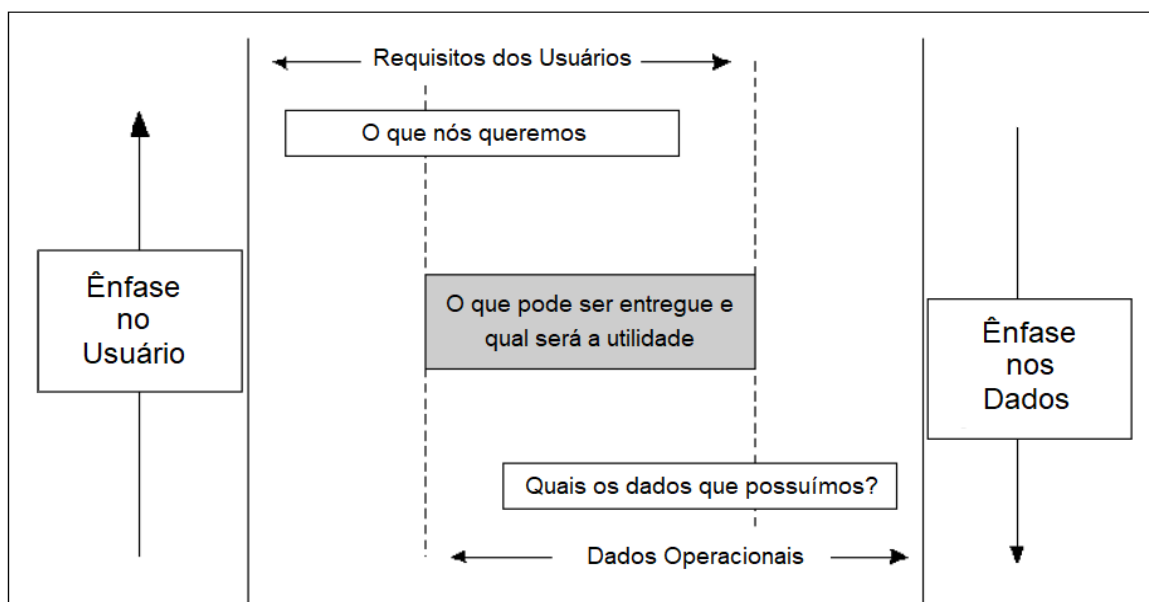 Requisitos dos Usuários
O que nós queremos
Ênfase
no
Usuário
O que pode ser entregue e
qual será a utilidade
Ênfase
nos
Dados
Quais os dados que possuímos?
Dados Operacionais